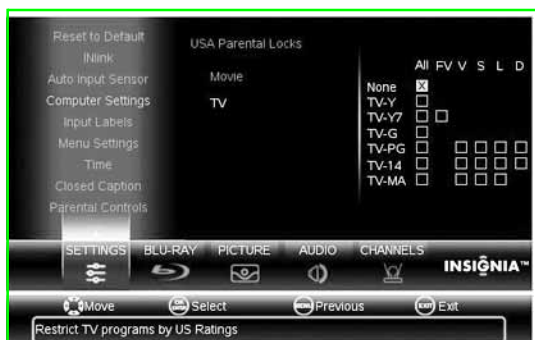 Reset to Default
INlink
Auto Input Sensor
Computer Settings
Input Labels
Menu Settings
Time
Closed Caption
Parental Controls
USA Parental Locks
Movie
TV
All FV V S L D
None X
TV-Y
TV-Y7
TV-G
TV-PG
TV-14
TV-MA
SETTINGS BLU-RAY PICTURE AUDIO CHANNELS
INSIGNIA™
Move Select Previous Exit
Restrict TV programs by US Ratings